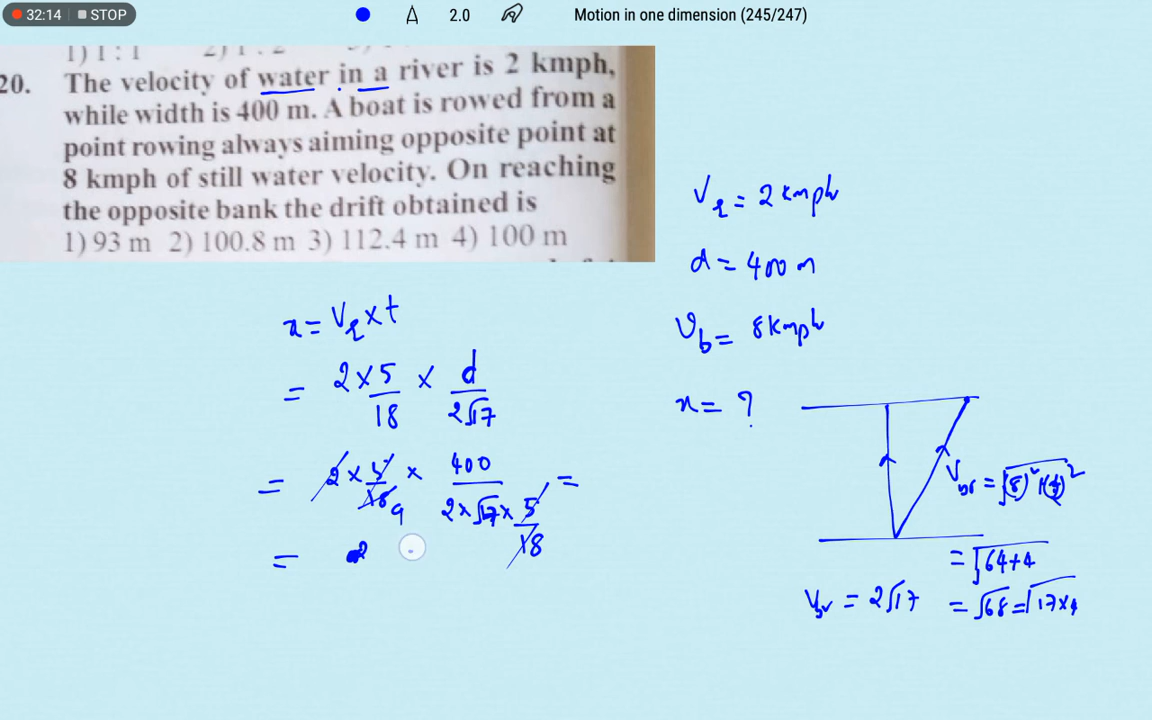 32:14 STOP 2.0 Motion in one dimension (245/247)
20. The velocity of water in a river is 2 kmph,
while width is 400 m. A boat is rowed from a
point rowing always aiming opposite point at
8 kmph of still water velocity. On reaching
the opposite bank the drift obtained is
1) 93 m 2) 100.8 m 3) 112.4 m 4) 100 m
x = V_r × t
= 2×5/18 × d/2√17
= 2×5/18 9 × 400/2×√17×5/18 =
=
V_r = 2 kmph
d = 400 m
V_b = 8 kmph
x = ?
V_br = √(8)²+(2)²
= √64+4
= √68 = √17×4
V_br = 2√17